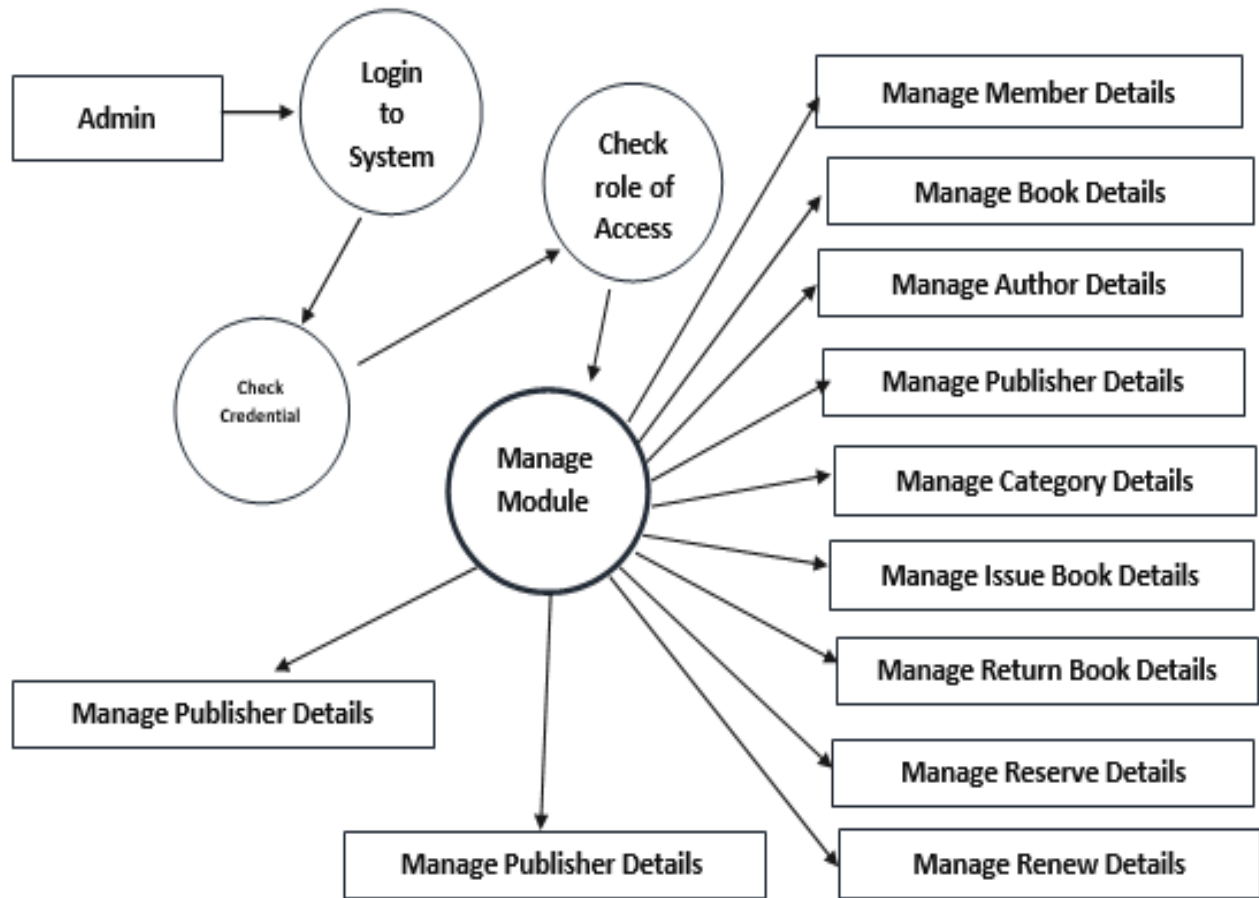 Admin
Login
to
System
Check
role of
Access
Check
Credential
Manage
Module
Manage Member Details
Manage Book Details
Manage Author Details
Manage Publisher Details
Manage Category Details
Manage Issue Book Details
Manage Return Book Details
Manage Reserve Details
Manage Renew Details
Manage Publisher Details
Manage Publisher Details